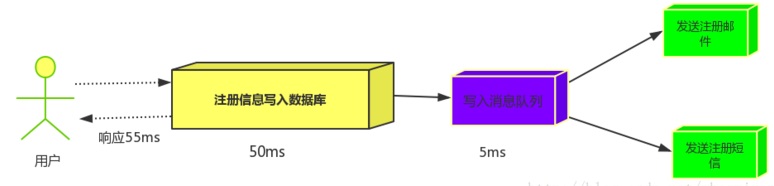 发送注册邮
件
注册信息写入数据库
写入消息队列
响应55ms
用户
50ms
5ms
发送注册短
信